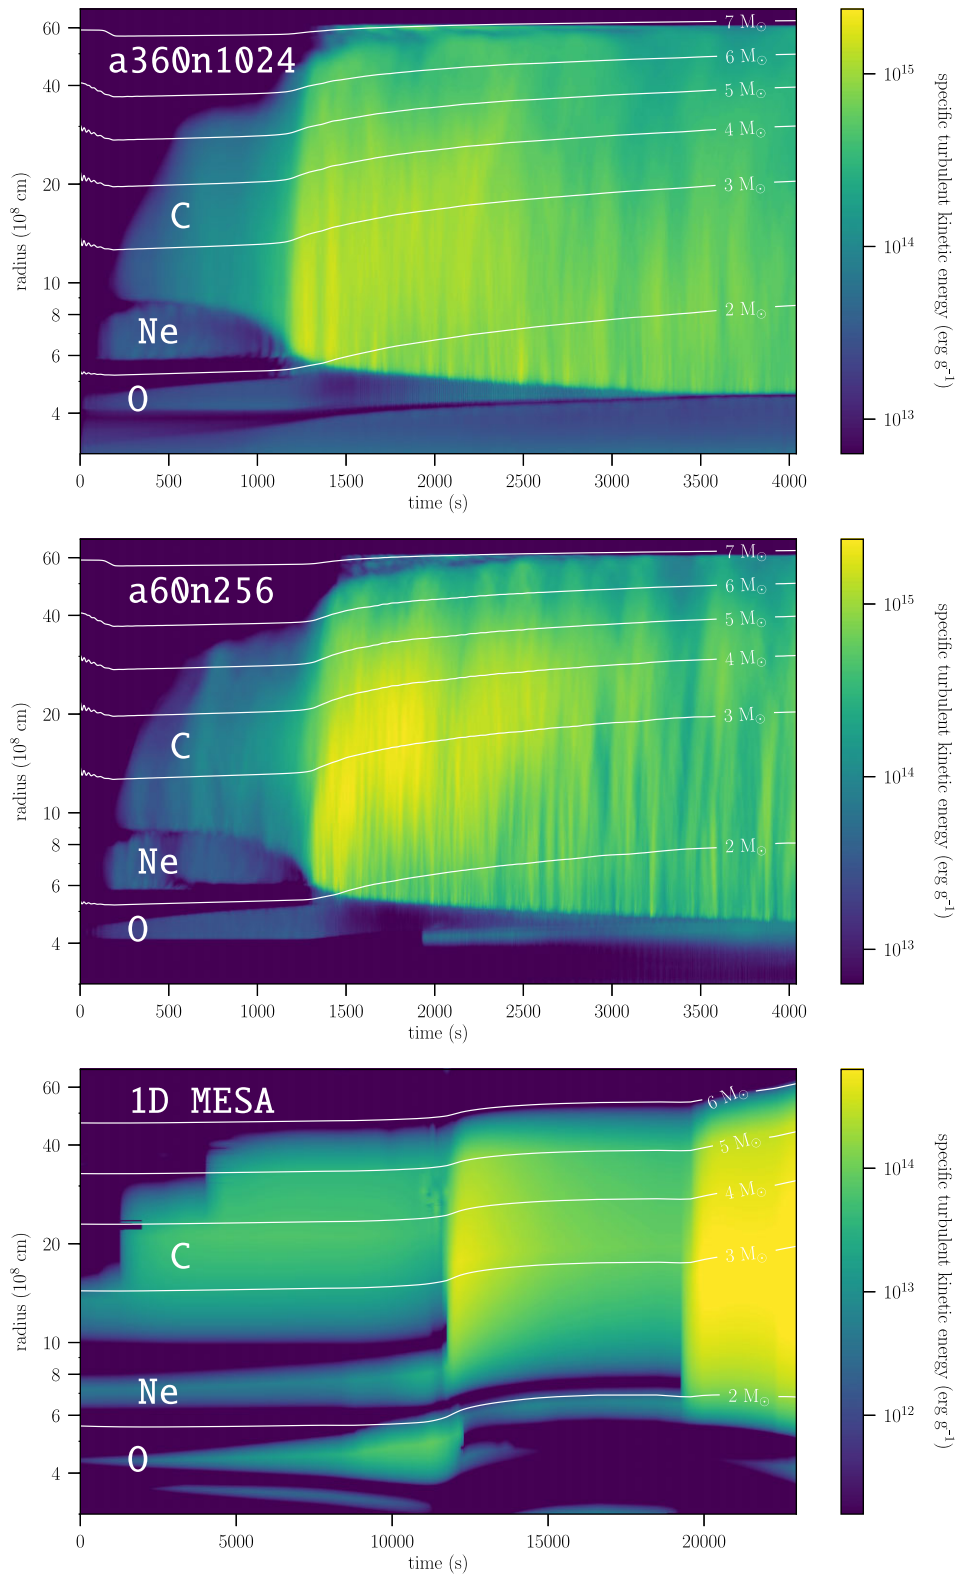 60
40
20
10
8
6
4
radius (10⁸ cm)
a360n1024
C
Ne
O
7 M☉
6 M☉
5 M☉
4 M☉
3 M☉
2 M☉
0 500 1000 1500 2000 2500 3000 3500 4000
time (s)
10¹⁵
10¹⁴
10¹³
specific turbulent kinetic energy (erg g⁻¹)
60
40
20
10
8
6
4
radius (10⁸ cm)
a60n256
C
Ne
O
7 M☉
6 M☉
5 M☉
4 M☉
3 M☉
2 M☉
0 500 1000 1500 2000 2500 3000 3500 4000
time (s)
10¹⁵
10¹⁴
10¹³
specific turbulent kinetic energy (erg g⁻¹)
60
40
20
10
8
6
4
radius (10⁸ cm)
1D MESA
C
Ne
O
6 M☉
5 M☉
4 M☉
3 M☉
2 M☉
0 5000 10000 15000 20000
time (s)
10¹⁴
10¹³
10¹²
specific turbulent kinetic energy (erg g⁻¹)